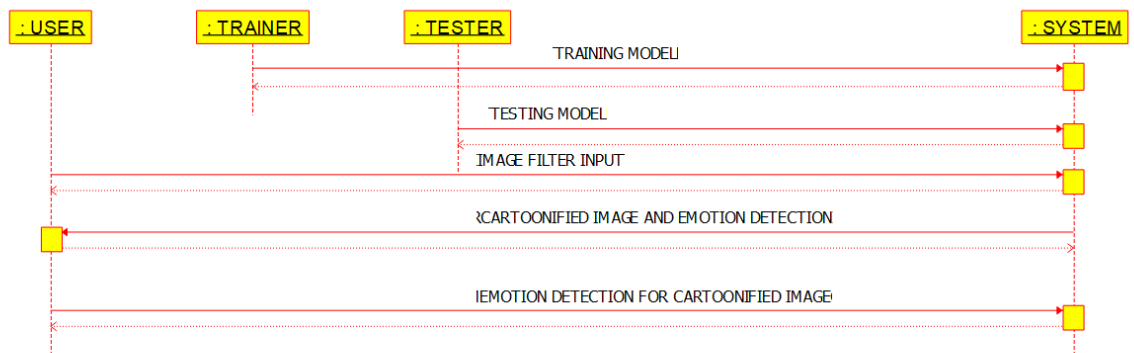 : USER
: TRAINER
: TESTER
: SYSTEM
TRAINING MODEL
TESTING MODEL
IMAGE FILTER INPUT
CARTOONIFIED IMAGE AND EMOTION DETECTION
EMOTION DETECTION FOR CARTOONIFIED IMAGE